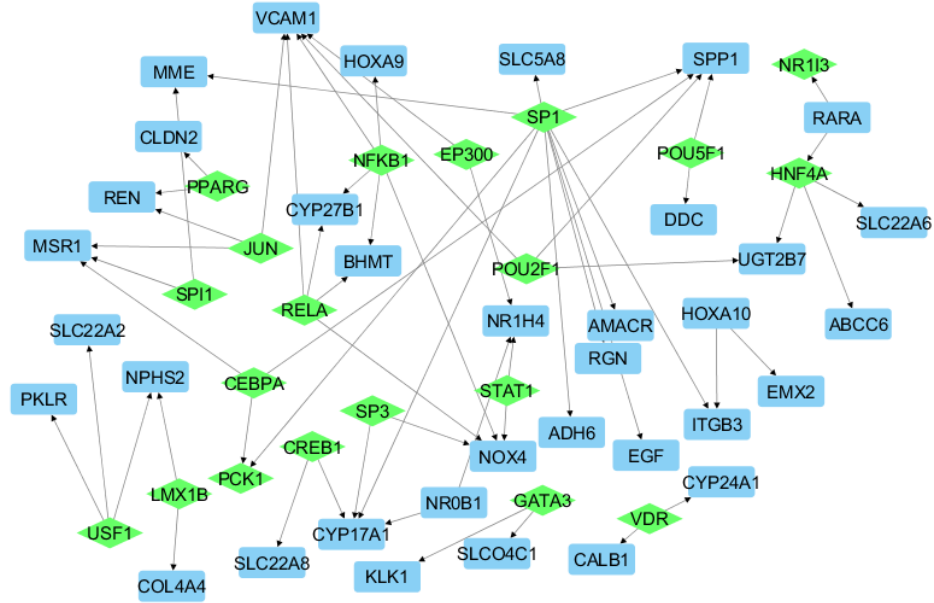 VCAM1
HOXA9
SLC5A8
SPP1
NR1I3
MME
SP1
RARA
CLDN2
NFKB1
EP300
POU5F1
HNF4A
PPARG
REN
CYP27B1
DDC
SLC22A6
MSR1
JUN
BHMT
POU2F1
UGT2B7
SPI1
RELA
NR1H4
AMACR
HOXA10
ABCC6
SLC22A2
RGN
NPHS2
CEBPA
STAT1
EMX2
PKLR
SP3
ADH6
ITGB3
CREB1
NOX4
EGF
PCK1
CYP24A1
LMX1B
NR0B1
GATA3
VDR
USF1
CYP17A1
SLCO4C1
CALB1
SLC22A8
KLK1
COL4A4